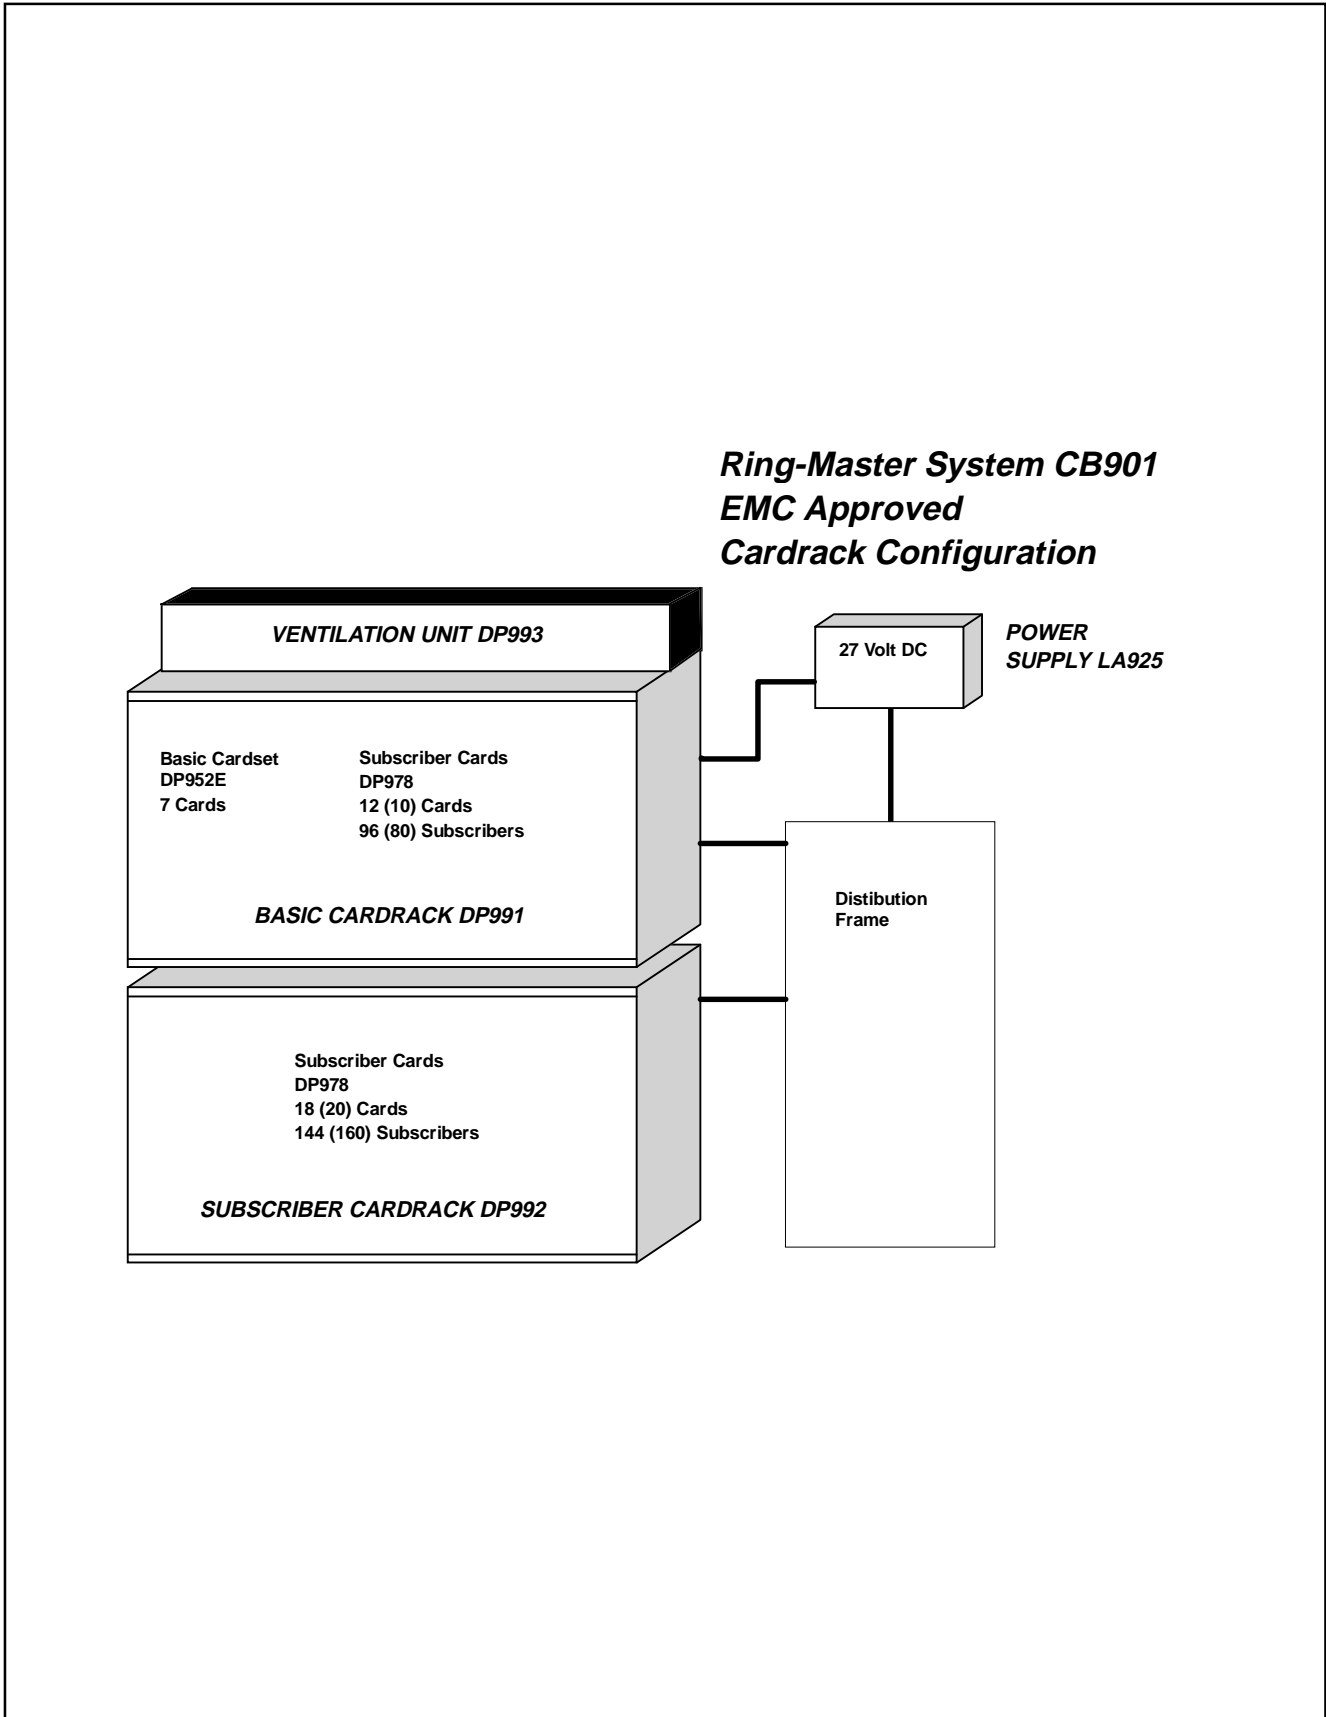 Ring-Master System CB901
EMC Approved
Cardrack Configuration
VENTILATION UNIT DP993
27 Volt DC
POWER
SUPPLY LA925
Basic Cardset
DP952E
7 Cards
Subscriber Cards
DP978
12 (10) Cards
96 (80) Subscribers
BASIC CARDRACK DP991
Distibution
Frame
Subscriber Cards
DP978
18 (20) Cards
144 (160) Subscribers
SUBSCRIBER CARDRACK DP992